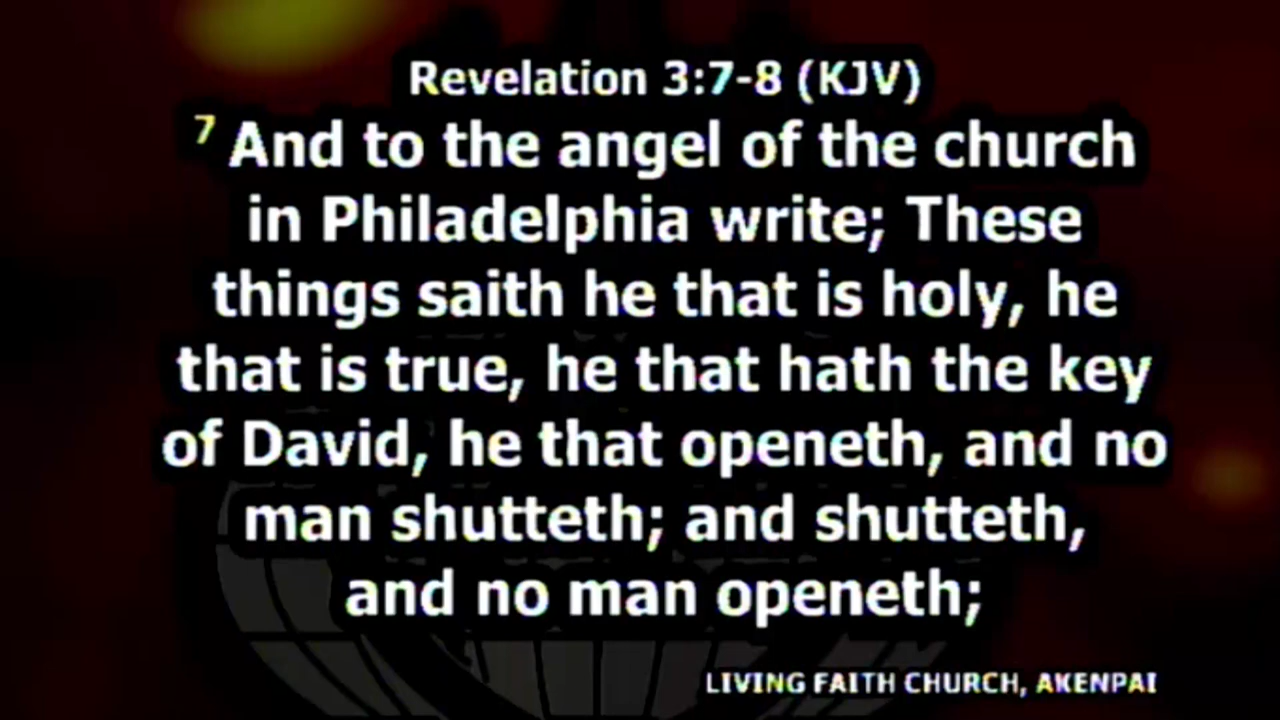 Revelation 3:7-8 (KJV)
7 And to the angel of the church
in Philadelphia write; These
things saith he that is holy, he
that is true, he that hath the key
of David, he that openeth, and no
man shutteth; and shutteth,
and no man openeth;
LIVING FAITH CHURCH, AKENPAI